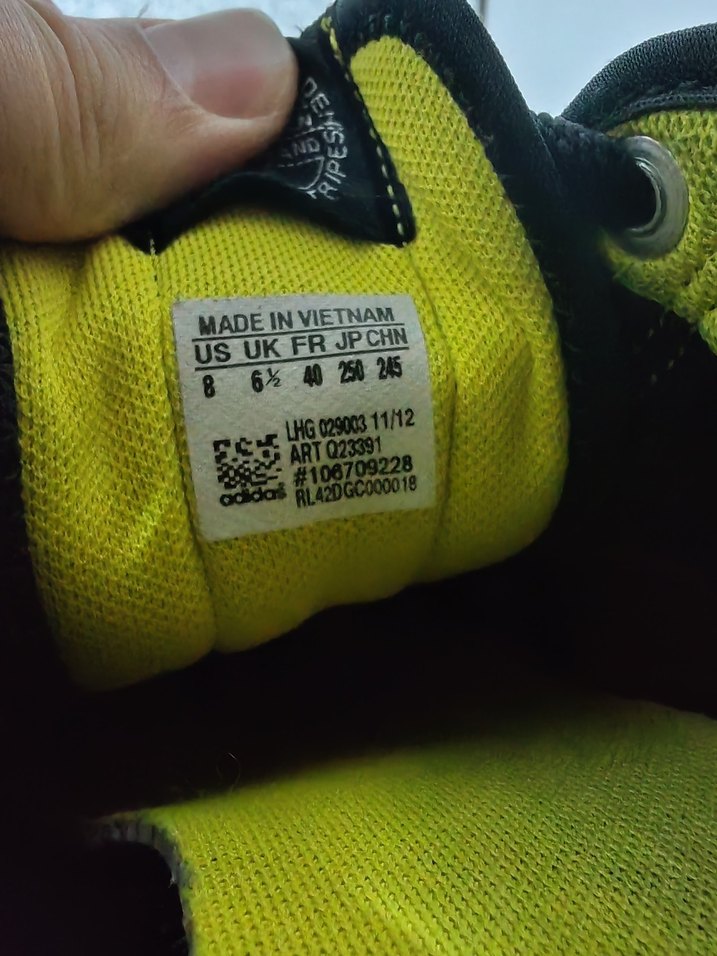 MADE IN VIETNAM
US UK FR JP CHN
8 6½ 40 250 245
LHG 029003 11/12
ART Q23391
#106709228
adidas RL42DGC000018